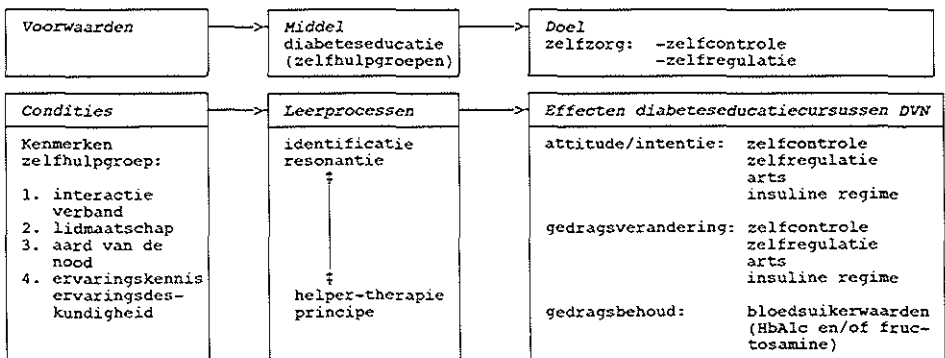 Voorwaarden
Middel
diabeteseducatie
(zelfhulpgroepen)
Doel
zelfzorg: -zelfcontrole
-zelfregulatie
Condities
Kenmerken
zelfhulpgroep:
1. interactie
verband
2. lidmaatschap
3. aard van de
nood
4. ervaringskennis
ervaringsdes-
kundigheid
Leerprocessen
identificatie
resonantie
helper-therapie
principe
Effecten diabeteseducatiecursussen DVN
attitude/intentie: zelfcontrole
zelfregulatie
arts
insuline regime
gedragsverandering: zelfcontrole
zelfregulatie
arts
insuline regime
gedragsbehoud: bloedsuikerwaarden
(HbA1c en/of fruc-
tosamine)